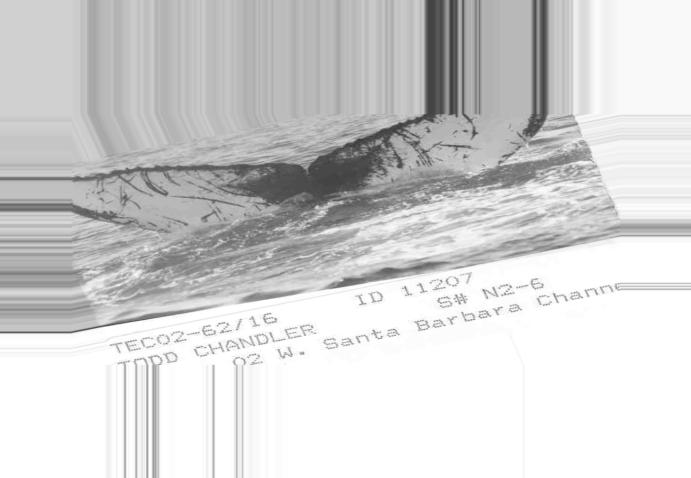 TEC02-62/16 ID 11207
TODD CHANDLER S# N2-6
02 W. Santa Barbara Channe